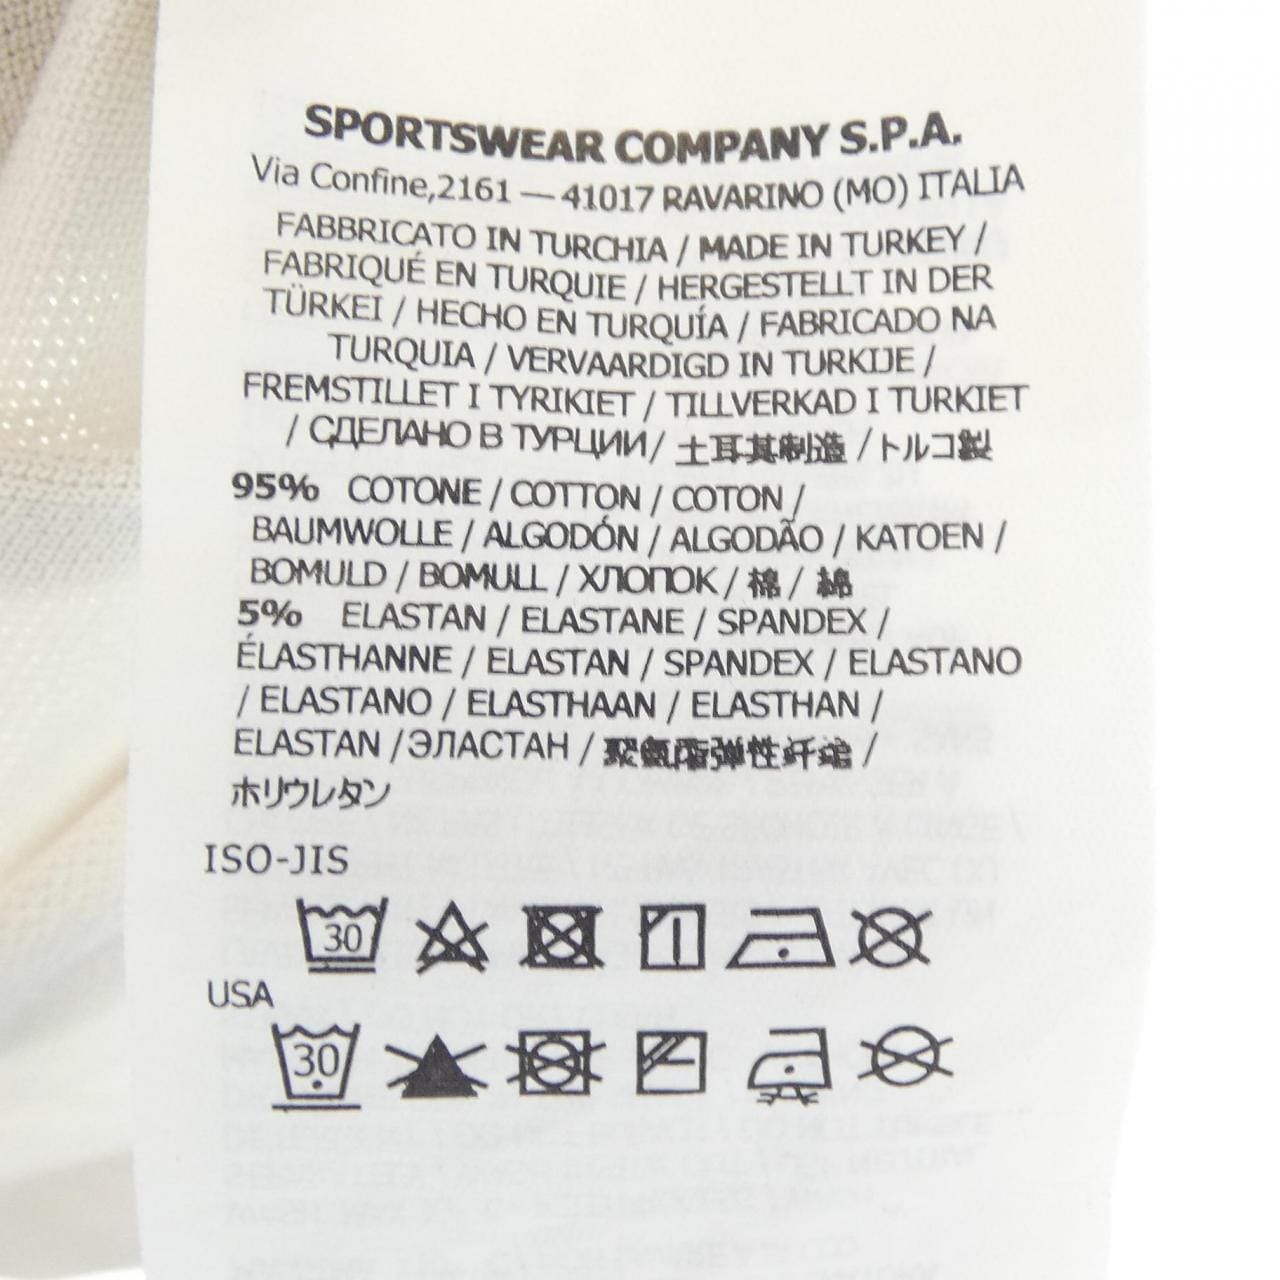 SPORTSWEAR COMPANY S.P.A.
Via Confine,2161 — 41017 RAVARINO (MO) ITALIA
FABBRICATO IN TURCHIA / MADE IN TURKEY /
FABRIQUÉ EN TURQUIE / HERGESTELLT IN DER
TÜRKEI / HECHO EN TURQUÍA / FABRICADO NA
TURQUIA / VERVAARDIGD IN TURKIJE /
FREMSTILLET I TYRIKIET / TILLVERKAD I TURKIET
/ СДЕЛАНО В ТУРЦИИ/ 土耳其制造 /トルコ製
95% COTONE / COTTON / COTON /
BAUMWOLLE / ALGODÓN / ALGODÃO / KATOEN /
BOMULD / BOMULL / ХЛОПОК / 棉 / 綿
5% ELASTAN / ELASTANE / SPANDEX /
ÉLASTHANNE / ELASTAN / SPANDEX / ELASTANO
/ ELASTANO / ELASTHAAN / ELASTHAN /
ELASTAN /ЭЛАСТАН / 聚氨酯弹性纤维 /
ホリウレタン
ISO-JIS
30
USA
30